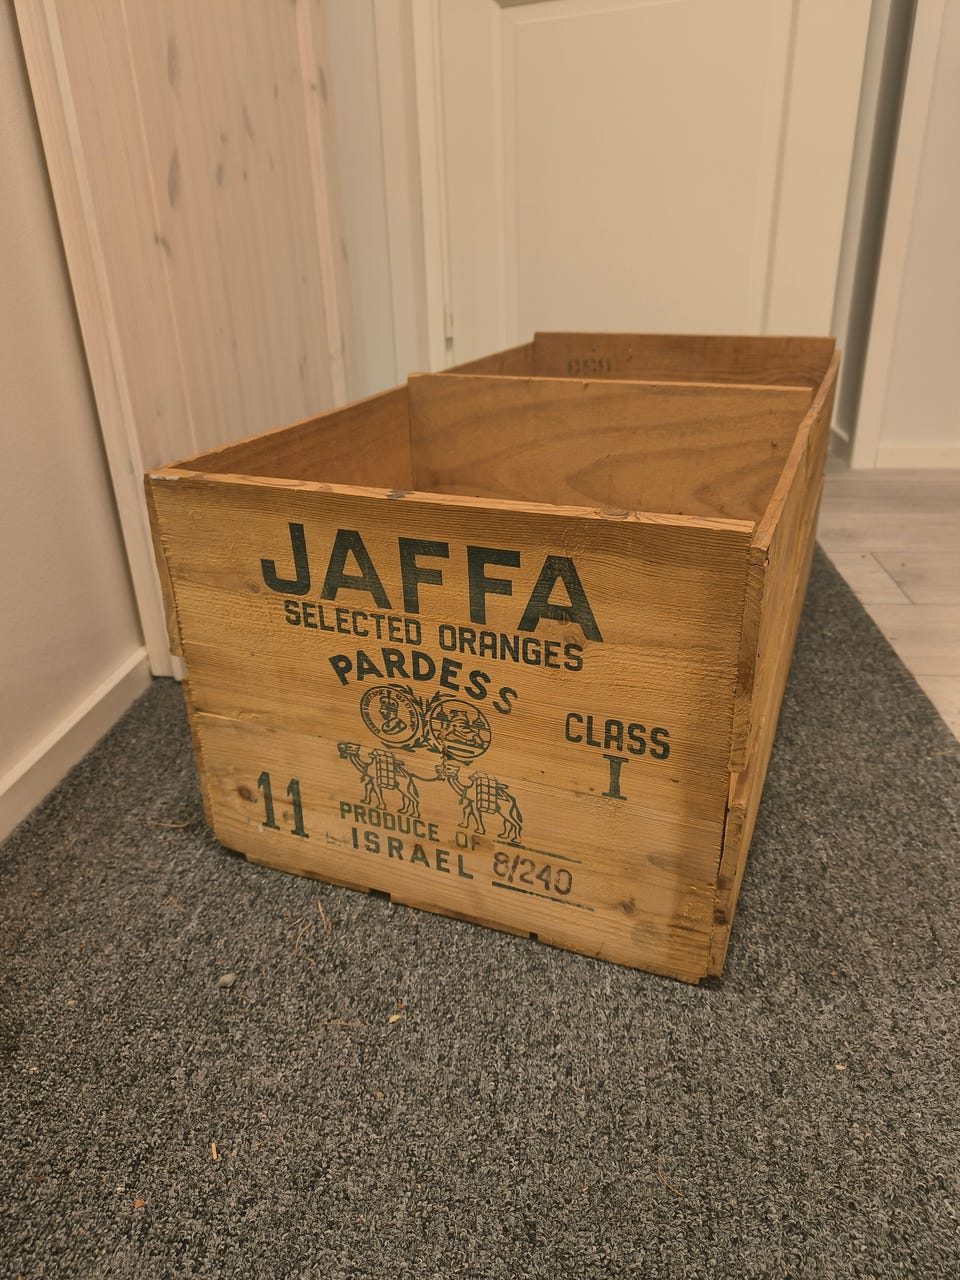 JAFFA
SELECTED ORANGES
PARDESS
CLASS
I
11
PRODUCE OF
ISRAEL 8/240